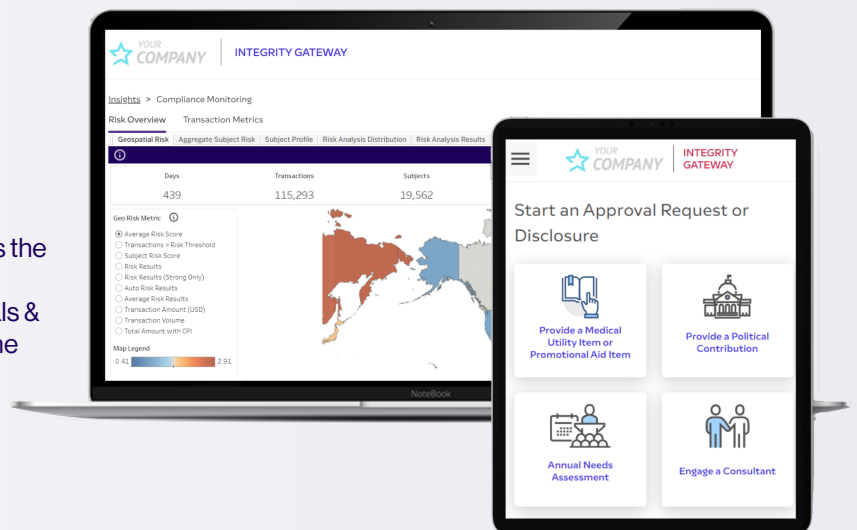 s the
ls &
ne
YOUR
COMPANY
INTEGRITY GATEWAY
Insights > Compliance Monitoring
Risk Overview Transaction Metrics
Geospatial Risk Aggregate Subject Risk Subject Profile Risk Analysis Distribution Risk Analysis Results
Days Transactions Subjects
439 115,293 19,562
Geo Risk Metric
Average Risk Score
Transactions > Risk Threshold
Subject Risk Score
Risk Results
Risk Results (Strong Only)
Auto Risk Results
Average Risk Results
Transaction Amount (USD)
Transaction Volume
Total Amount with CPI
Map Legend
0.41 2.91
NoteBook
YOUR
COMPANY
INTEGRITY
GATEWAY
Start an Approval Request or
Disclosure
Provide a Medical
Utility Item or
Promotional Aid Item
Provide a Political
Contribution
Annual Needs
Assessment
Engage a Consultant